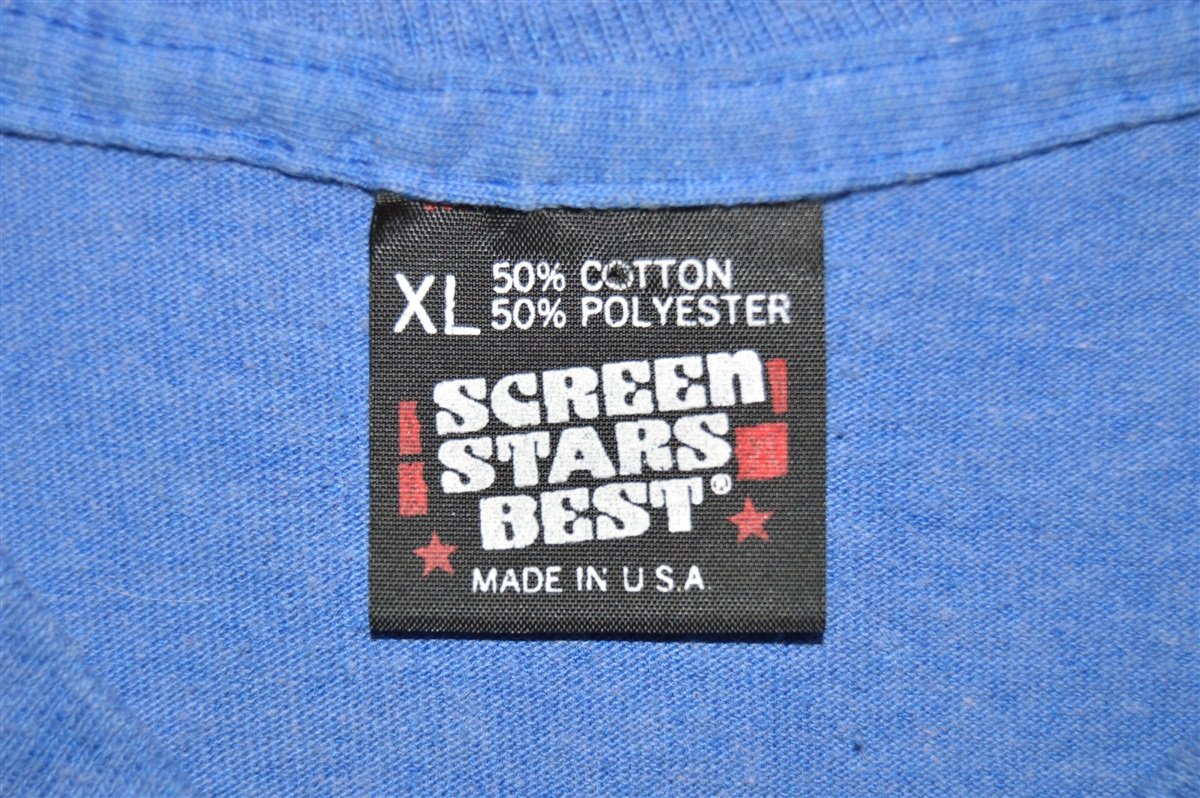 XL
50% COTTON
50% POLYESTER
SCREEN
STARS
BEST®
MADE IN U.S.A